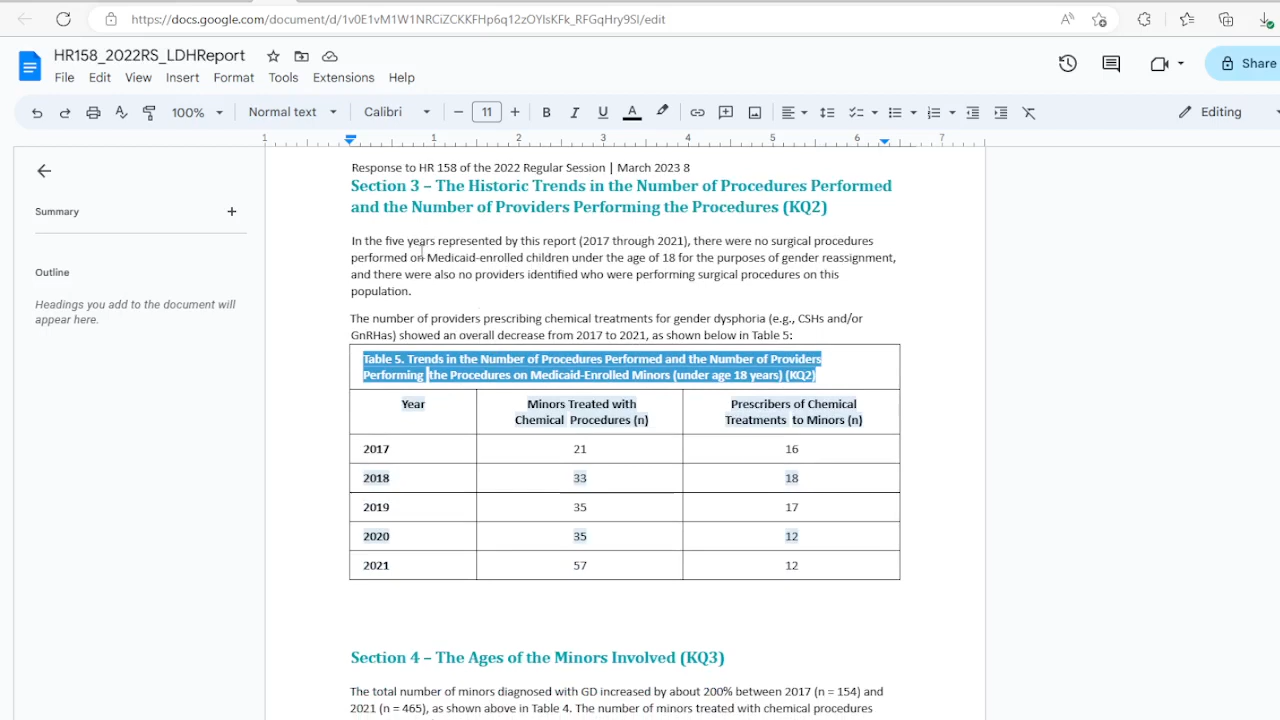 https://docs.google.com/document/d/1v0E1vM1W1NRCiZCKKFHp6q12zOYIsKFk_RFGqHry9SI/edit
HR158_2022RS_LDHReport
File Edit View Insert Format Tools Extensions Help
Share
100% Normal text Calibri − 11 + B I U A Editing
1 1 2 3 4 5 6 7
Summary +
Outline
Headings you add to the document will
appear here.
Response to HR 158 of the 2022 Regular Session | March 2023 8
Section 3 – The Historic Trends in the Number of Procedures Performed
and the Number of Providers Performing the Procedures (KQ2)
In the five years represented by this report (2017 through 2021), there were no surgical procedures
performed on Medicaid-enrolled children under the age of 18 for the purposes of gender reassignment,
and there were also no providers identified who were performing surgical procedures on this
population.
The number of providers prescribing chemical treatments for gender dysphoria (e.g., CSHs and/or
GnRHas) showed an overall decrease from 2017 to 2021, as shown below in Table 5:
Table 5. Trends in the Number of Procedures Performed and the Number of Providers
Performing the Procedures on Medicaid-Enrolled Minors (under age 18 years) (KQ2)
Year Minors Treated with Prescribers of Chemical
Chemical Procedures (n) Treatments to Minors (n)
2017 21 16
2018 33 18
2019 35 17
2020 35 12
2021 57 12
Section 4 – The Ages of the Minors Involved (KQ3)
The total number of minors diagnosed with GD increased by about 200% between 2017 (n = 154) and
2021 (n = 465), as shown above in Table 4. The number of minors treated with chemical procedures